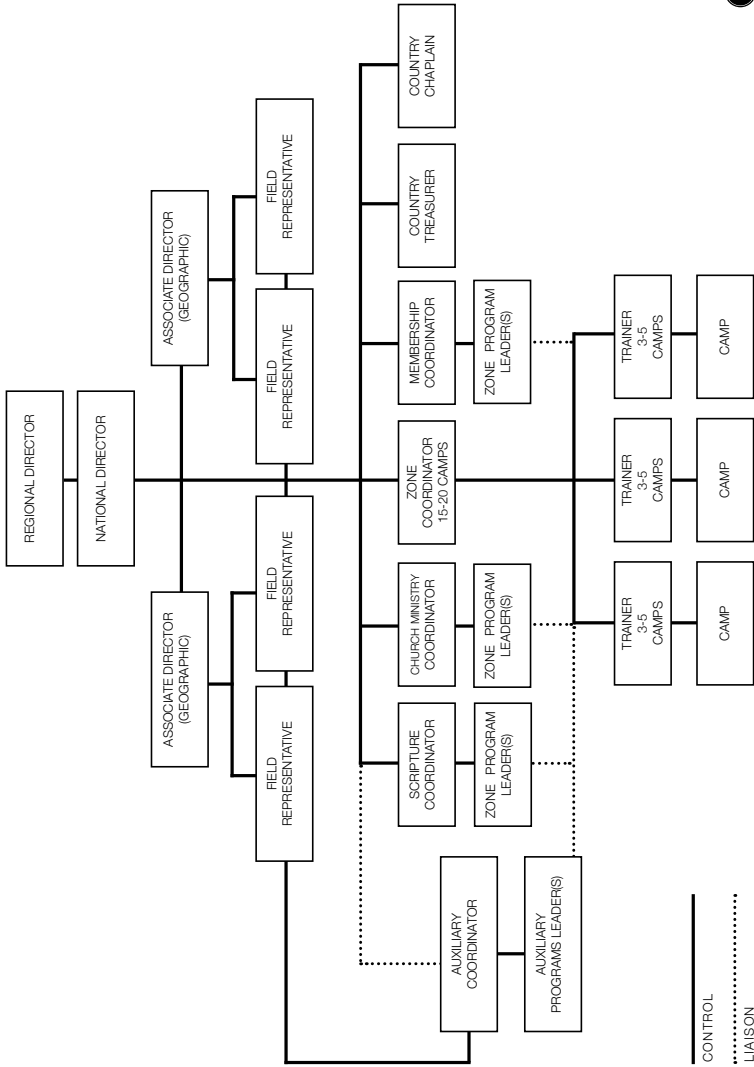 REGIONAL DIRECTOR
NATIONAL DIRECTOR
ASSOCIATE DIRECTOR
(GEOGRAPHIC)
ASSOCIATE DIRECTOR
(GEOGRAPHIC)
FIELD
REPRESENTATIVE
FIELD
REPRESENTATIVE
FIELD
REPRESENTATIVE
FIELD
REPRESENTATIVE
SCRIPTURE
COORDINATOR
CHURCH MINISTRY
COORDINATOR
ZONE
COORDINATOR
15-20 CAMPS
MEMBERSHIP
COORDINATOR
COUNTRY
TREASURER
COUNTRY
CHAPLAIN
AUXILIARY
COORDINATOR
ZONE PROGRAM
LEADER(S)
ZONE PROGRAM
LEADER(S)
ZONE PROGRAM
LEADER(S)
AUXILIARY
PROGRAMS LEADER(S)
TRAINER
3-5
CAMPS
TRAINER
3-5
CAMPS
TRAINER
3-5
CAMPS
CAMP
CAMP
CAMP
CONTROL
LIAISON